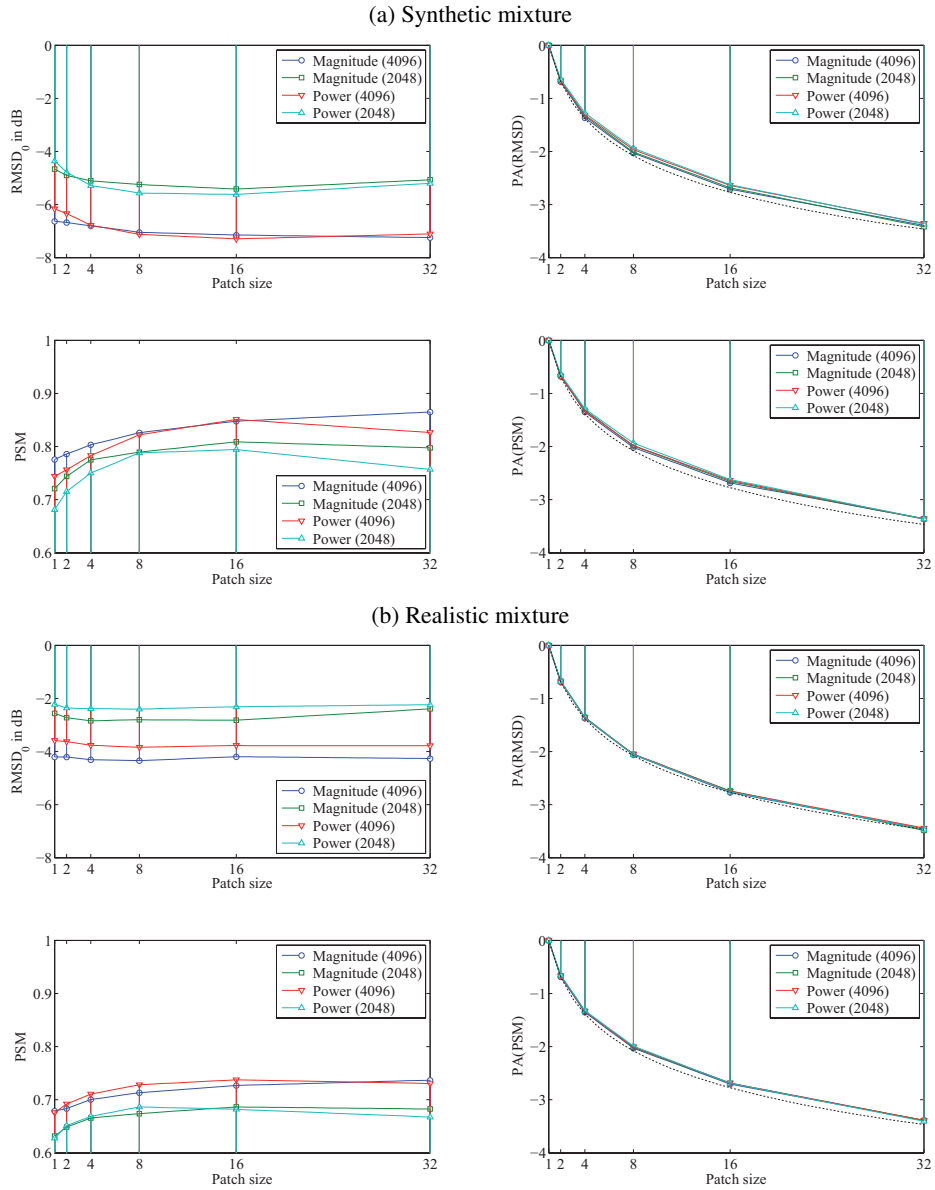 (a) Synthetic mixture
RMSD0 in dB
0
−2
−4
−6
−8
1 2 4 8 16 32
Patch size
Magnitude (4096)
Magnitude (2048)
Power (4096)
Power (2048)
PA(RMSD)
0
−1
−2
−3
−4
1 2 4 8 16 32
Patch size
Magnitude (4096)
Magnitude (2048)
Power (4096)
Power (2048)
PSM
1
0.9
0.8
0.7
0.6
1 2 4 8 16 32
Patch size
Magnitude (4096)
Magnitude (2048)
Power (4096)
Power (2048)
PA(PSM)
0
−1
−2
−3
−4
1 2 4 8 16 32
Patch size
Magnitude (4096)
Magnitude (2048)
Power (4096)
Power (2048)
(b) Realistic mixture
RMSD0 in dB
0
−2
−4
−6
−8
1 2 4 8 16 32
Patch size
Magnitude (4096)
Magnitude (2048)
Power (4096)
Power (2048)
PA(RMSD)
0
−1
−2
−3
−4
1 2 4 8 16 32
Patch size
Magnitude (4096)
Magnitude (2048)
Power (4096)
Power (2048)
PSM
1
0.9
0.8
0.7
0.6
1 2 4 8 16 32
Patch size
Magnitude (4096)
Magnitude (2048)
Power (4096)
Power (2048)
PA(PSM)
0
−1
−2
−3
−4
1 2 4 8 16 32
Patch size
Magnitude (4096)
Magnitude (2048)
Power (4096)
Power (2048)